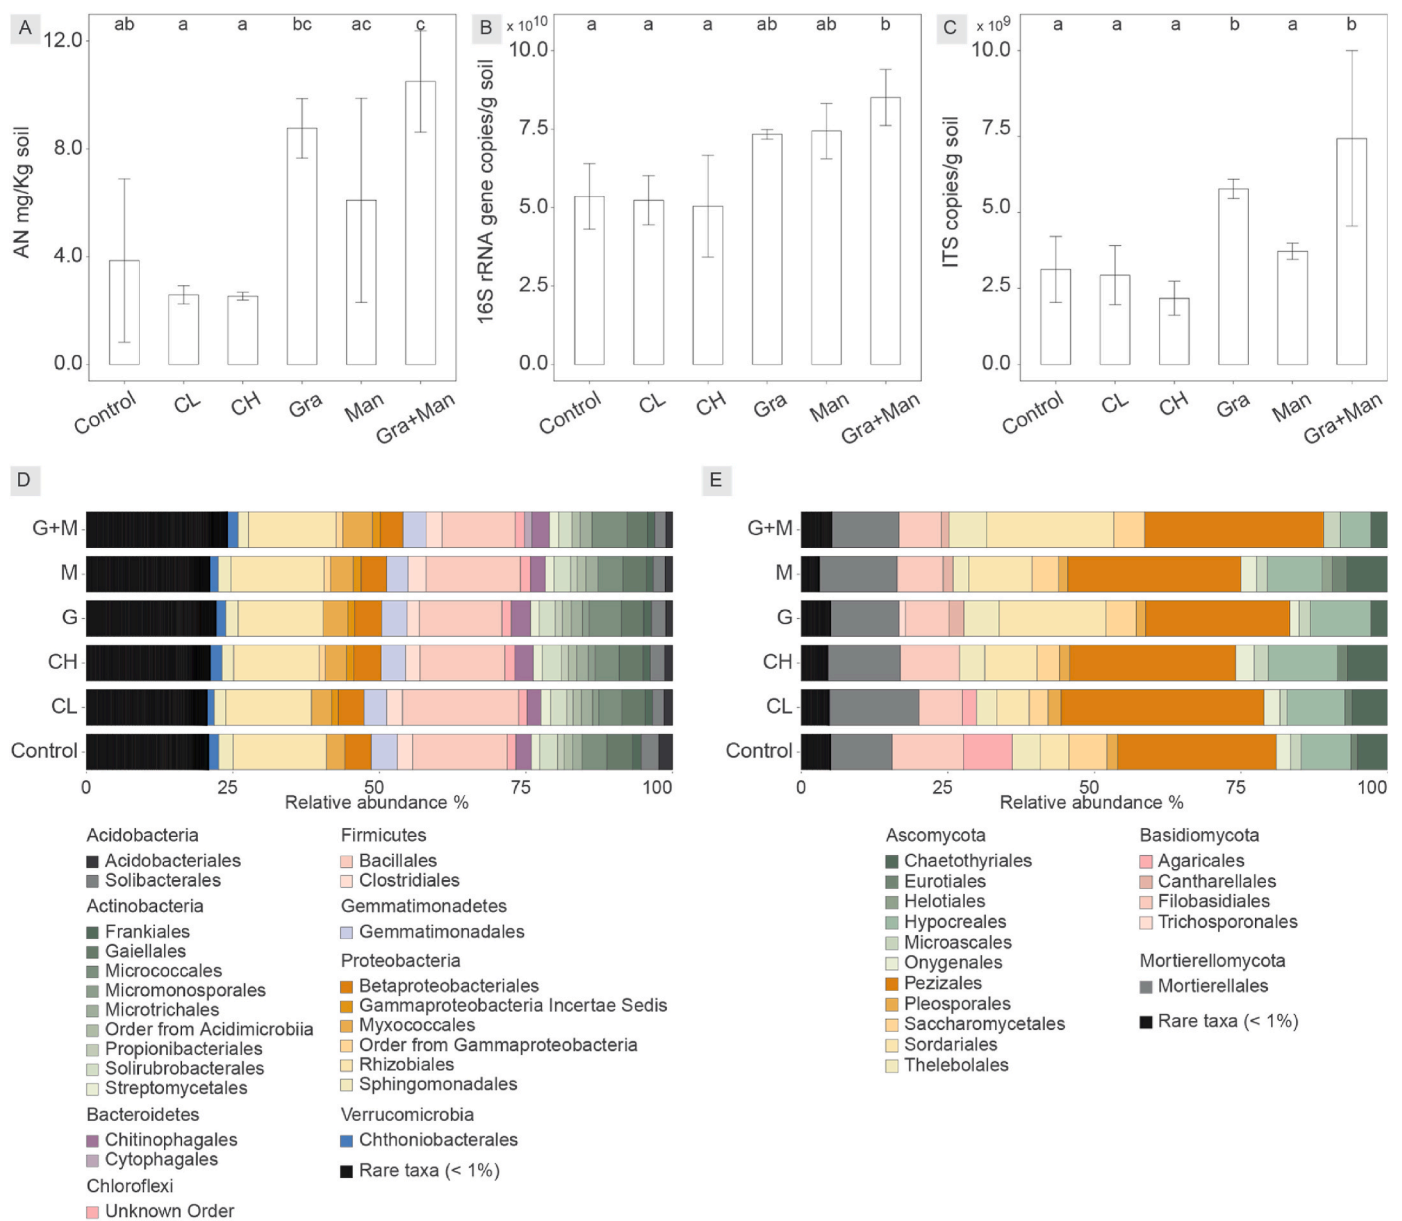 A
ab a a bc ac c
12.0
8.0
4.0
0.0
AN mg/Kg soil
Control CL CH Gra Man Gra+Man
B
x 10¹⁰
a a a ab ab b
10.0
7.5
5.0
2.5
0.0
16S rRNA gene copies/g soil
Control CL CH Gra Man Gra+Man
C
x 10⁹
a a a b a b
10.0
7.5
5.0
2.5
0.0
ITS copies/g soil
Control CL CH Gra Man Gra+Man
D
G+M
M
G
CH
CL
Control
0 25 50 75 100
Relative abundance %
Acidobacteria
Acidobacteriales
Solibacterales
Actinobacteria
Frankiales
Gaiellales
Micrococcales
Micromonosporales
Microtrichales
Order from Acidimicrobiia
Propionibacteriales
Solirubrobacterales
Streptomycetales
Bacteroidetes
Chitinophagales
Cytophagales
Chloroflexi
Unknown Order
Firmicutes
Bacillales
Clostridiales
Gemmatimonadetes
Gemmatimonadales
Proteobacteria
Betaproteobacteriales
Gammaproteobacteria Incertae Sedis
Myxococcales
Order from Gammaproteobacteria
Rhizobiales
Sphingomonadales
Verrucomicrobia
Chthoniobacterales
Rare taxa (< 1%)
E
G+M
M
G
CH
CL
Control
0 25 50 75 100
Relative abundance %
Ascomycota
Chaetothyriales
Eurotiales
Helotiales
Hypocreales
Microascales
Onygenales
Pezizales
Pleosporales
Saccharomycetales
Sordariales
Thelebolales
Basidiomycota
Agaricales
Cantharellales
Filobasidiales
Trichosporonales
Mortierellomycota
Mortierellales
Rare taxa (< 1%)